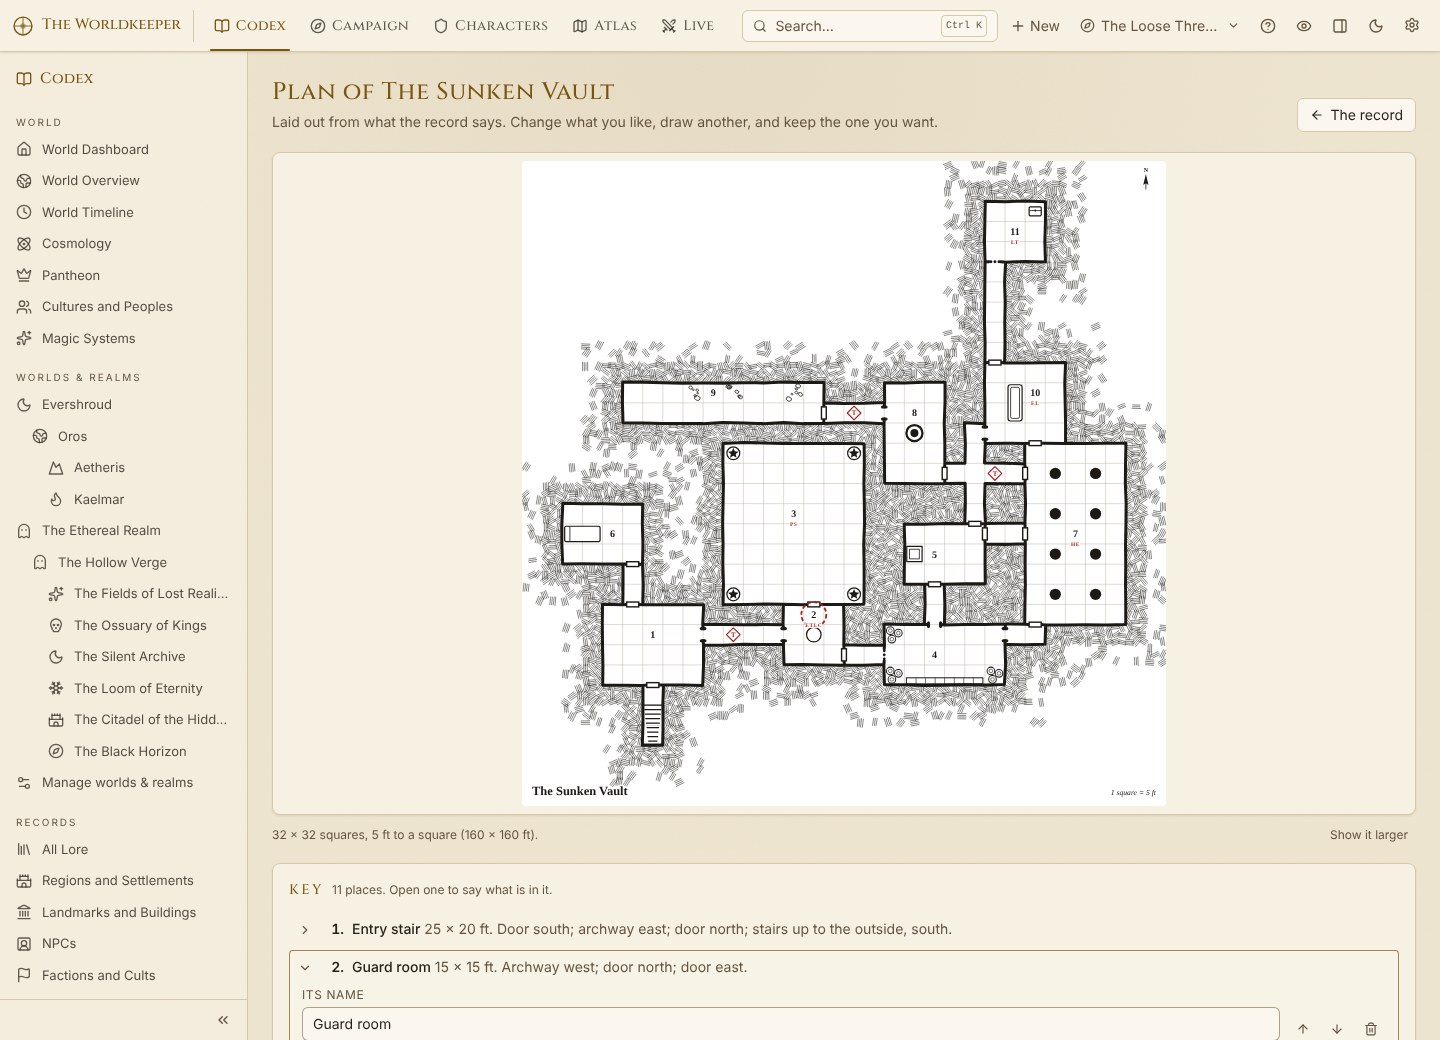 The Worldkeeper
Codex
Campaign
Characters
Atlas
Live
Search...
Ctrl K
New
The Loose Thre...
Codex
WORLD
World Dashboard
World Overview
World Timeline
Cosmology
Pantheon
Cultures and Peoples
Magic Systems
WORLDS & REALMS
Evershroud
Oros
Aetheris
Kaelmar
The Ethereal Realm
The Hollow Verge
The Fields of Lost Reali...
The Ossuary of Kings
The Silent Archive
The Loom of Eternity
The Citadel of the Hidd...
The Black Horizon
Manage worlds & realms
RECORDS
All Lore
Regions and Settlements
Landmarks and Buildings
NPCs
Factions and Cults
Plan of The Sunken Vault
Laid out from what the record says. Change what you like, draw another, and keep the one you want.
The record
N
11
LT
9
T
8
10
EL
3
PS
T
6
5
7
HE
2
1
T
4
The Sunken Vault
1 square = 5 ft
32 × 32 squares, 5 ft to a square (160 × 160 ft).
Show it larger
KEY 11 places. Open one to say what is in it.
1. Entry stair 25 × 20 ft. Door south; archway east; door north; stairs up to the outside, south.
2. Guard room 15 × 15 ft. Archway west; door north; door east.
ITS NAME
Guard room